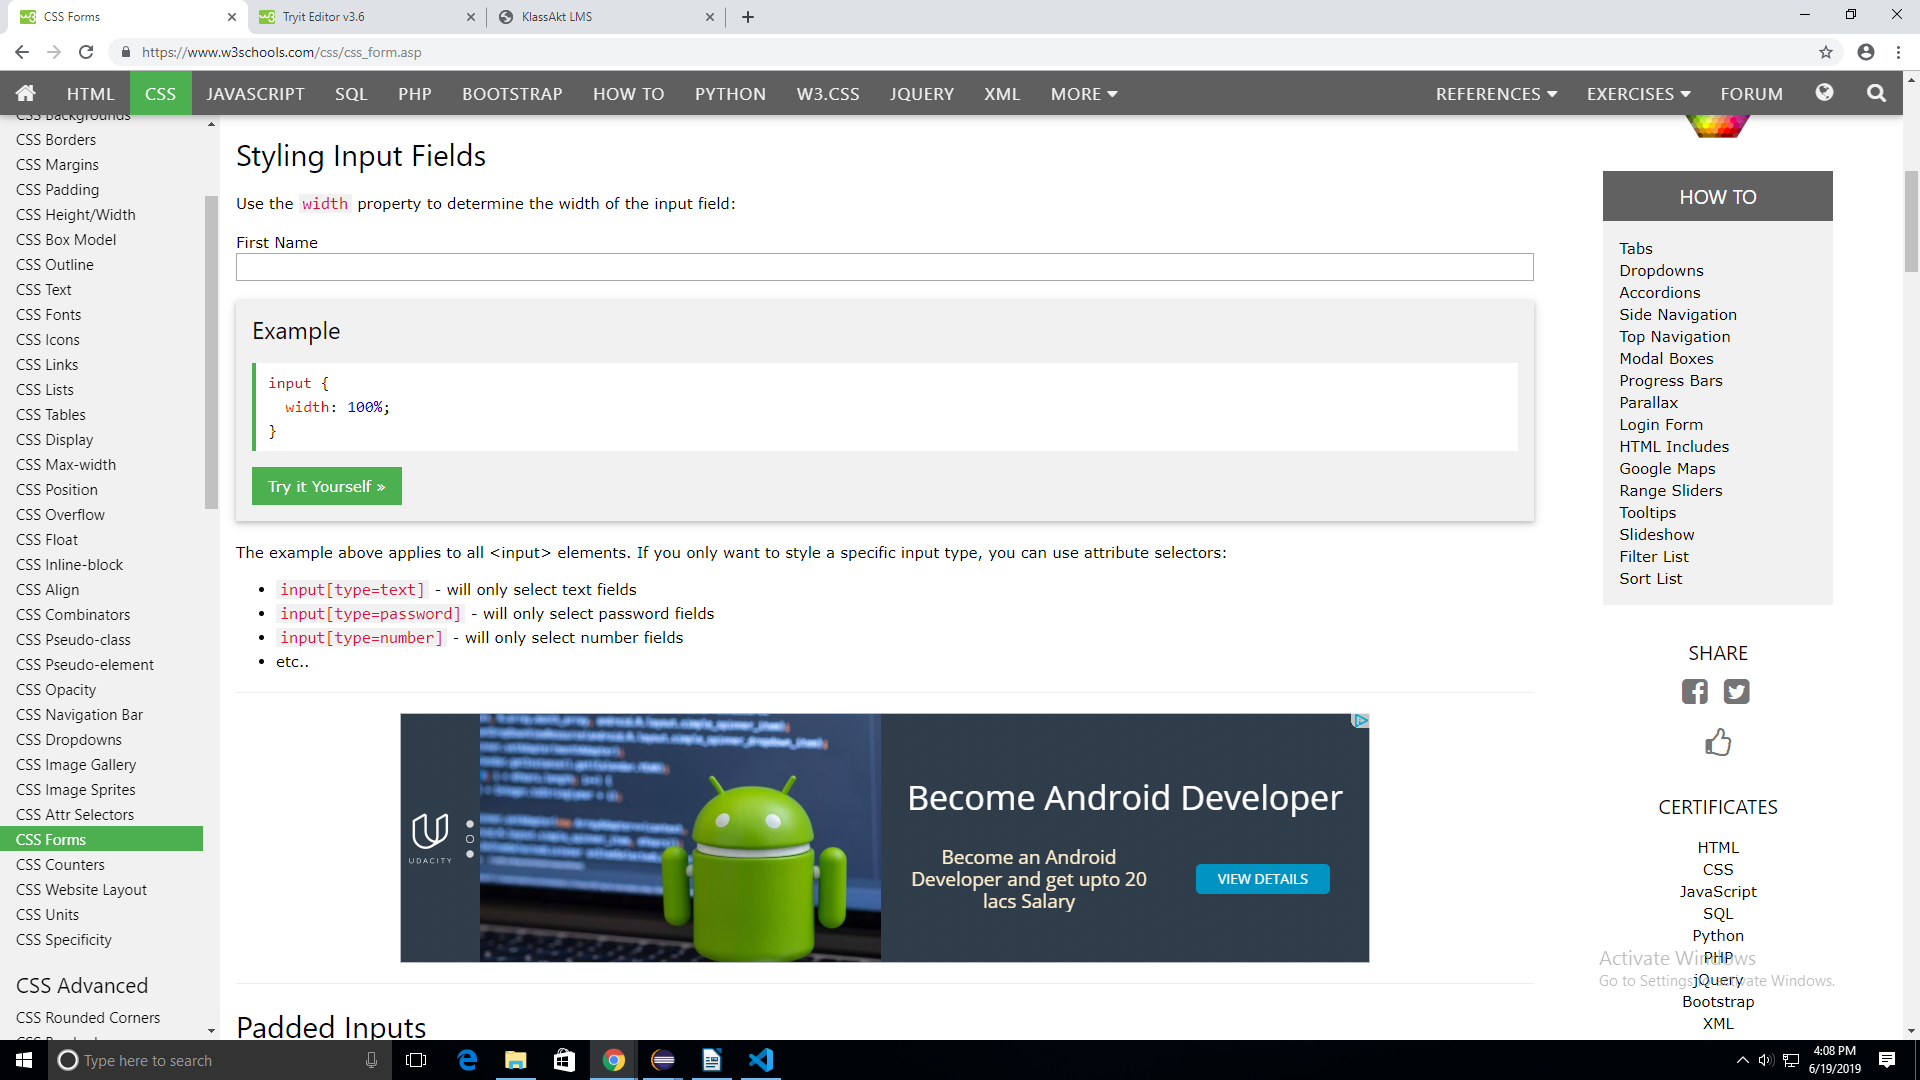 CSS Forms
Tryit Editor v3.6
KlassAkt LMS
https://www.w3schools.com/css/css_form.asp
HTML
CSS
JAVASCRIPT
SQL
PHP
BOOTSTRAP
HOW TO
PYTHON
W3.CSS
JQUERY
XML
MORE
REFERENCES
EXERCISES
FORUM
CSS Backgrounds
CSS Borders
CSS Margins
CSS Padding
CSS Height/Width
CSS Box Model
CSS Outline
CSS Text
CSS Fonts
CSS Icons
CSS Links
CSS Lists
CSS Tables
CSS Display
CSS Max-width
CSS Position
CSS Overflow
CSS Float
CSS Inline-block
CSS Align
CSS Combinators
CSS Pseudo-class
CSS Pseudo-element
CSS Opacity
CSS Navigation Bar
CSS Dropdowns
CSS Image Gallery
CSS Image Sprites
CSS Attr Selectors
CSS Forms
CSS Counters
CSS Website Layout
CSS Units
CSS Specificity
CSS Advanced
CSS Rounded Corners
Styling Input Fields
Use the width property to determine the width of the input field:
First Name
Example
input {
width: 100%;
}
Try it Yourself »
The example above applies to all <input> elements. If you only want to style a specific input type, you can use attribute selectors:
• input[type=text] - will only select text fields
• input[type=password] - will only select password fields
• input[type=number] - will only select number fields
• etc..
UDACITY
Become Android Developer
Become an Android
Developer and get upto 20
lacs Salary
VIEW DETAILS
Padded Inputs
HOW TO
Tabs
Dropdowns
Accordions
Side Navigation
Top Navigation
Modal Boxes
Progress Bars
Parallax
Login Form
HTML Includes
Google Maps
Range Sliders
Tooltips
Slideshow
Filter List
Sort List
SHARE
CERTIFICATES
HTML
CSS
JavaScript
SQL
Python
PHP
jQuery
Bootstrap
XML
Activate Windows
Go to Settings to activate Windows.
Type here to search
4:08 PM
6/19/2019